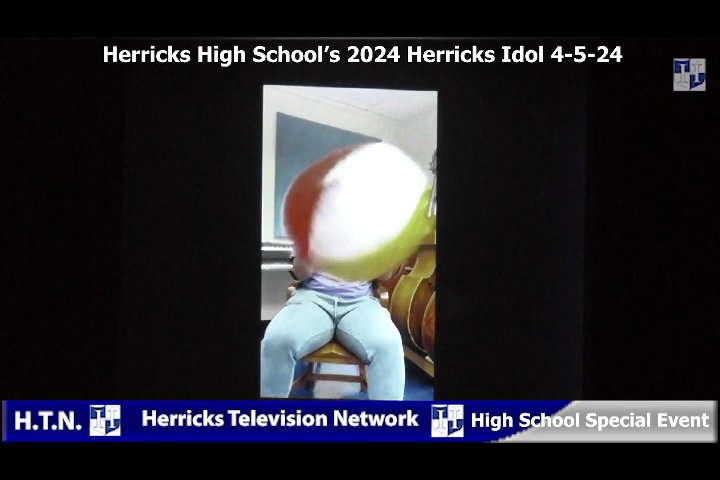 Herricks High School's 2024 Herricks Idol 4-5-24
H.T.N. Herricks Television Network High School Special Event